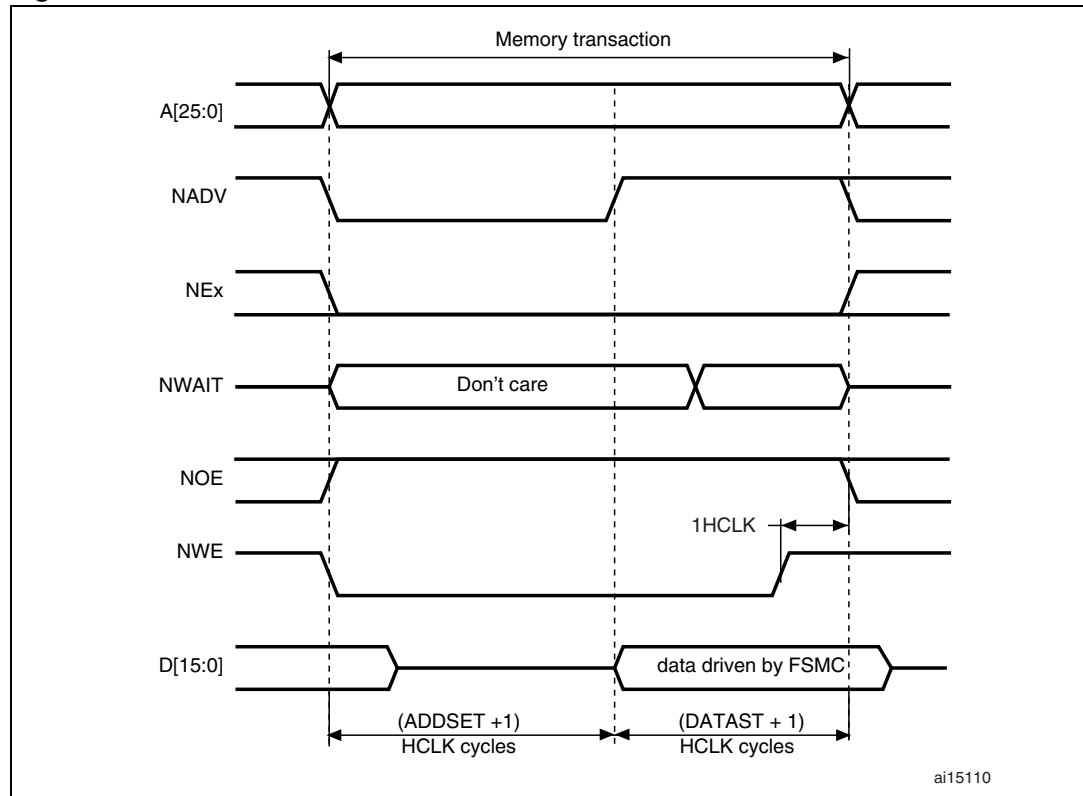 Memory transaction
A[25:0]
NADV
NEx
NWAIT
Don't care
NOE
1HCLK
NWE
D[15:0]
data driven by FSMC
(ADDSET +1)
HCLK cycles
(DATAST + 1)
HCLK cycles
ai15110